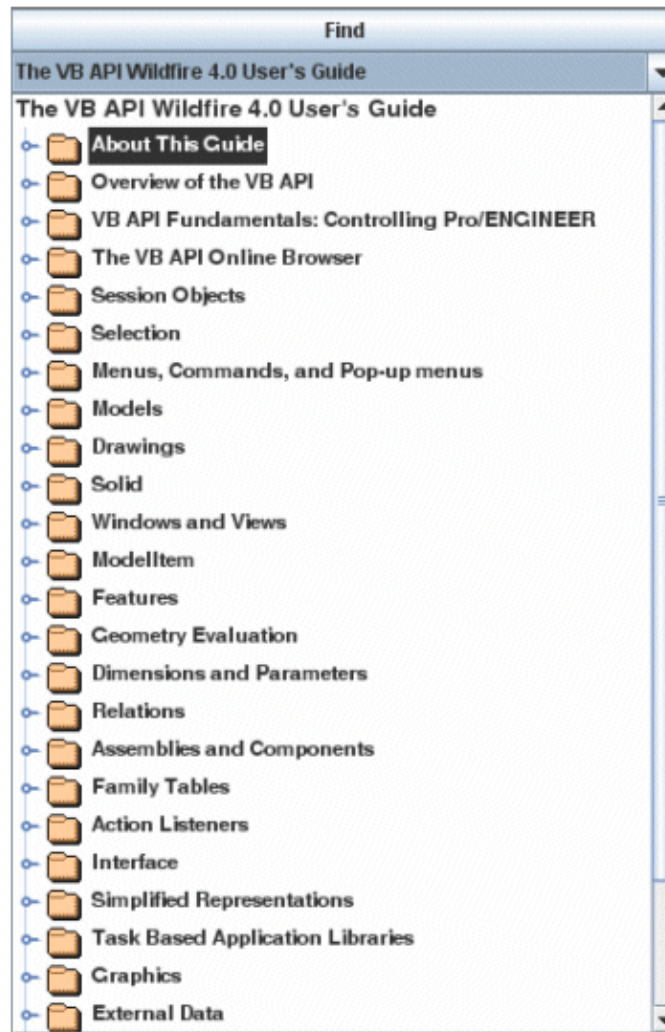 Find
The VB API Wildfire 4.0 User's Guide
The VB API Wildfire 4.0 User's Guide
About This Guide
Overview of the VB API
VB API Fundamentals: Controlling Pro/ENGINEER
The VB API Online Browser
Session Objects
Selection
Menus, Commands, and Pop-up menus
Models
Drawings
Solid
Windows and Views
ModelItem
Features
Geometry Evaluation
Dimensions and Parameters
Relations
Assemblies and Components
Family Tables
Action Listeners
Interface
Simplified Representations
Task Based Application Libraries
Graphics
External Data